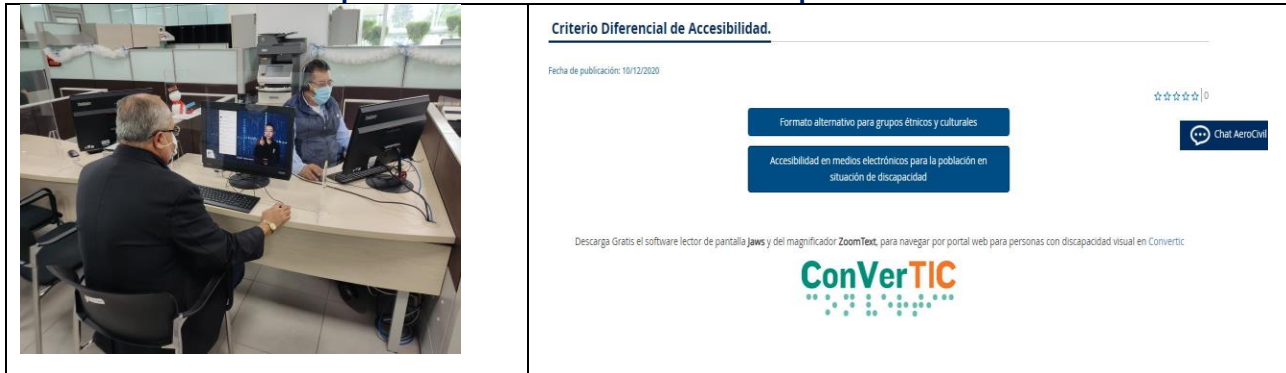 Criterio Diferencial de Accesibilidad.
Fecha de publicación: 10/12/2020
0
Formato alternativo para grupos étnicos y culturales
Chat AeroCivil
Accesibilidad en medios electrónicos para la población en
situación de discapacidad
Descarga Gratis el software lector de pantalla Jaws y del magnificador ZoomText, para navegar por portal web para personas con discapacidad visual en Convertic
ConVerTIC